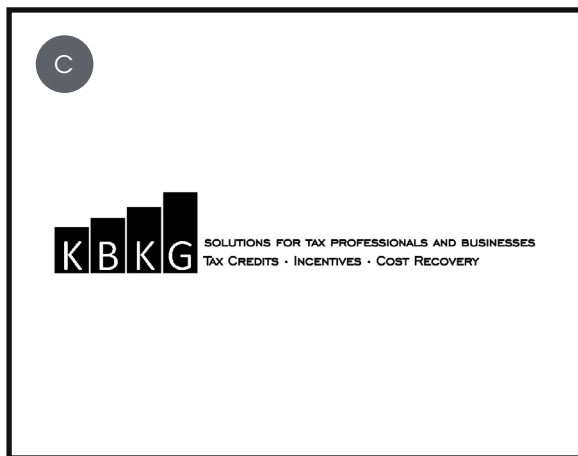 C
KBKG
SOLUTIONS FOR TAX PROFESSIONALS AND BUSINESSES
TAX CREDITS · INCENTIVES · COST RECOVERY